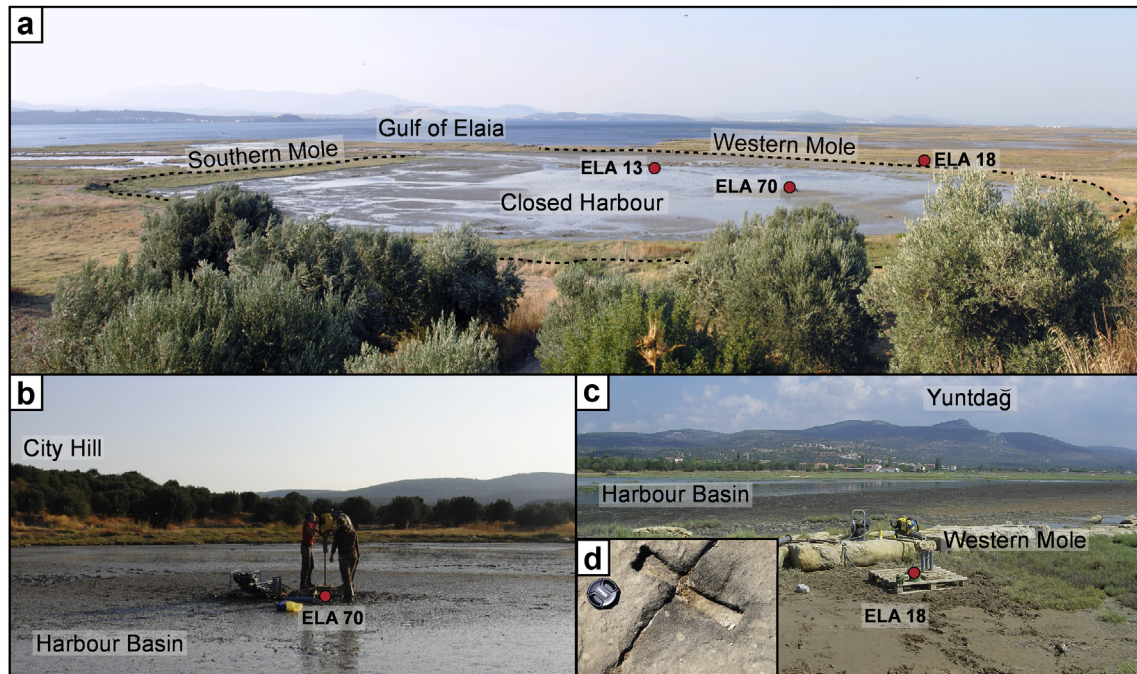 a
Gulf of Elaia
Southern Mole
Western Mole
ELA 18
ELA 13
ELA 70
Closed Harbour
b
City Hill
ELA 70
Harbour Basin
c
Yuntdağ
Harbour Basin
Western Mole
ELA 18
d